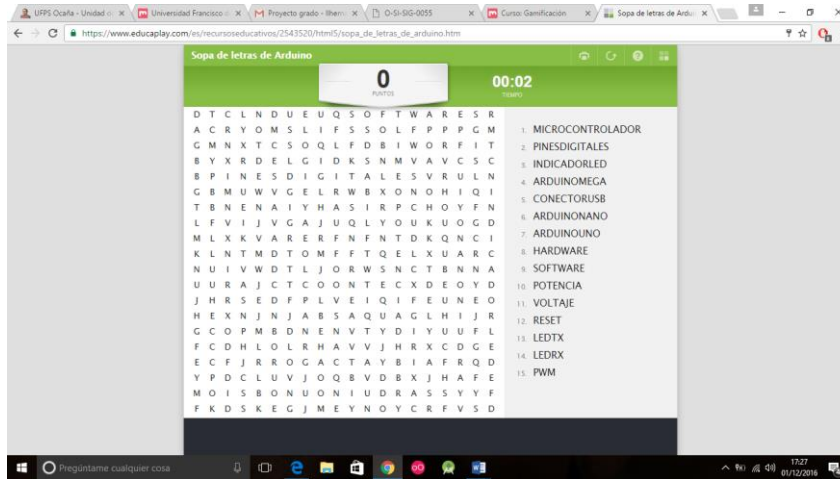 UFPS Ocaña - Unidad d
Universidad Francisco
Proyecto grado - lihern
O-SI-SIG-0055
Curso: Gamificación
Sopa de letras de Arduin
https://www.educaplay.com/es/recursoseducativos/2543520/html5/sopa_de_letras_de_arduino.htm
Sopa de letras de Arduino
0
PUNTOS
00:02
TIEMPO
D T C L N D U E U Q S O F T W A R E S R
A C R Y O M S L I F S S O L F P P P G M
G M N X T C S O Q L F D B I W O R F I T
B Y X R D E L G I D K S N M V A V C S C
B P I N E S D I G I T A L E S V R U L N
G B M U W V G E L R W B X O N O H I Q I
T B N E N A I Y H A S I R P C H O Y F N
L F V I J V G A J U Q L Y O U K U O G D
M L X K V A R E R F N F N T D K Q N C I
K L N T M D T O M F F T Q E L X U A R C
N U I V W D T L J O R W S N C T B N N A
U U R A J C T C O O N T E C X D E O Y D
J H R S E D F P L V E I Q I F E U N E O
H E X N J N J A B S A Q U A G L H I J R
G C O P M B D N E N V T Y D I Y U U F L
F C D H L O L R H A V V J H R X C D G E
E C F J R R O G A C T A Y B I A F R Q D
Y P D C L U V J O Q B V D B X J H A F E
M O I S B O N U O N I U D R A S S Y Y F
F K D S K E G J M E Y N O Y C R F V S D
1. MICROCONTROLADOR
2. PINESDIGITALES
3. INDICADORLED
4. ARDUINOMEGA
5. CONECTORUSB
6. ARDUINONANO
7. ARDUINOUNO
8. HARDWARE
9. SOFTWARE
10. POTENCIA
11. VOLTAJE
12. RESET
13. LEDTX
14. LEDRX
15. PWM
Pregúntame cualquier cosa
17:27
01/12/2016